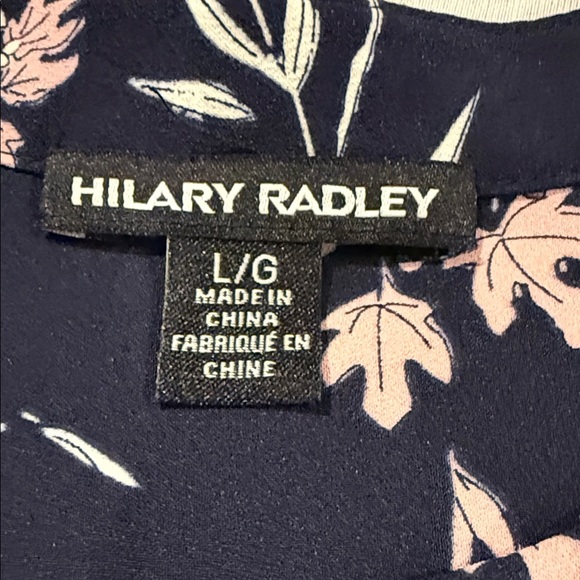 HILARY RADLEY
L/G
MADE IN
CHINA
FABRIQUÉ EN
CHINE